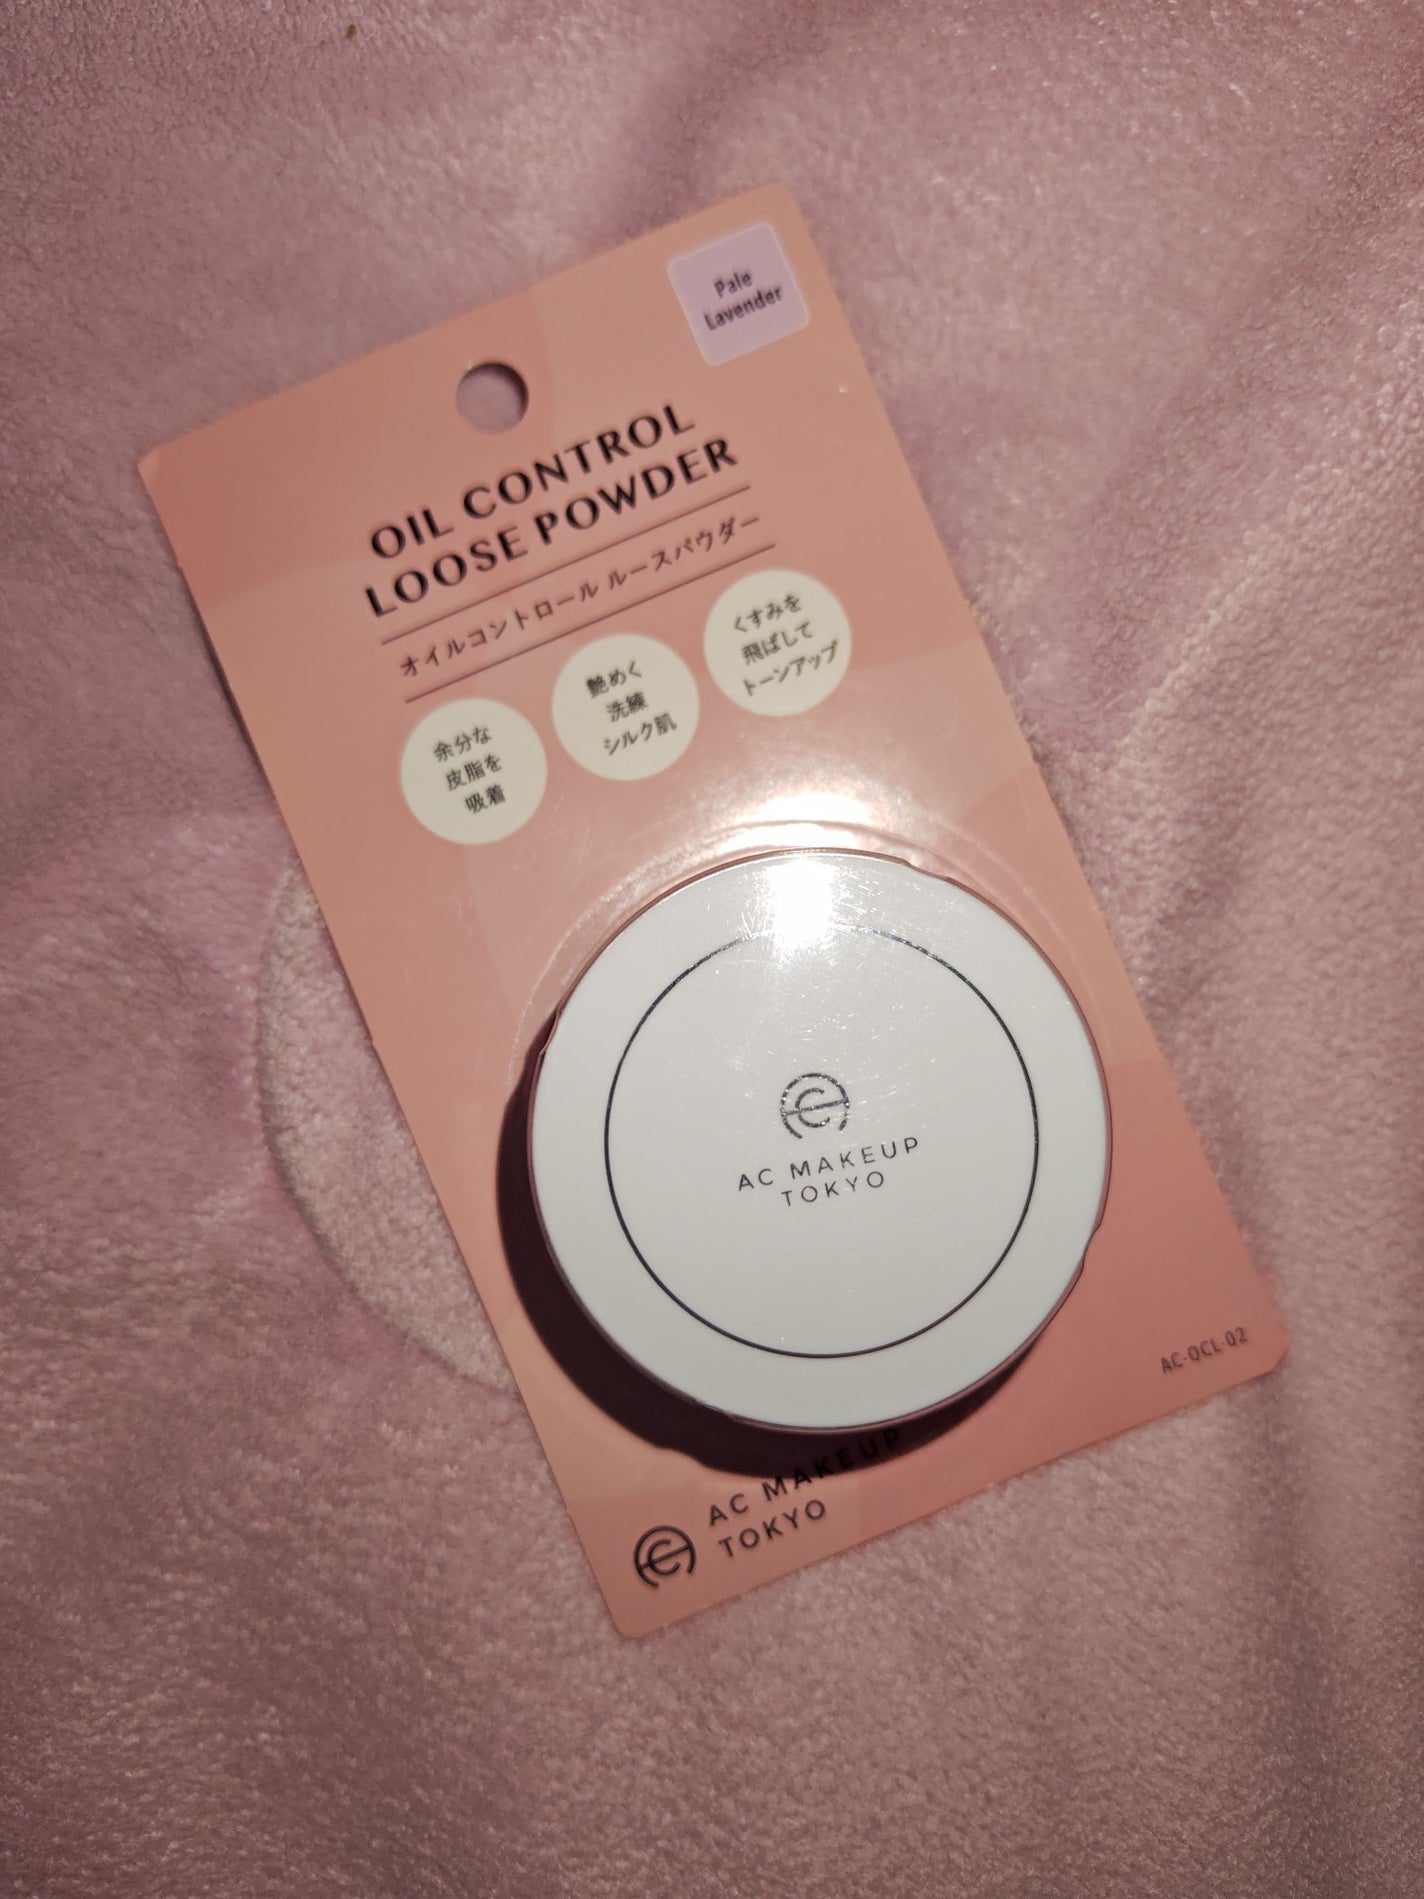 Pale
Lavender
OIL CONTROL
LOOSE POWDER
オイルコントロール ルースパウダー
余分な
皮脂を
吸着
艶めく
洗練
シルク肌
くすみを
飛ばして
トーンアップ
AC MAKEUP
TOKYO
AC-OCL-02
AC MAKEUP
TOKYO